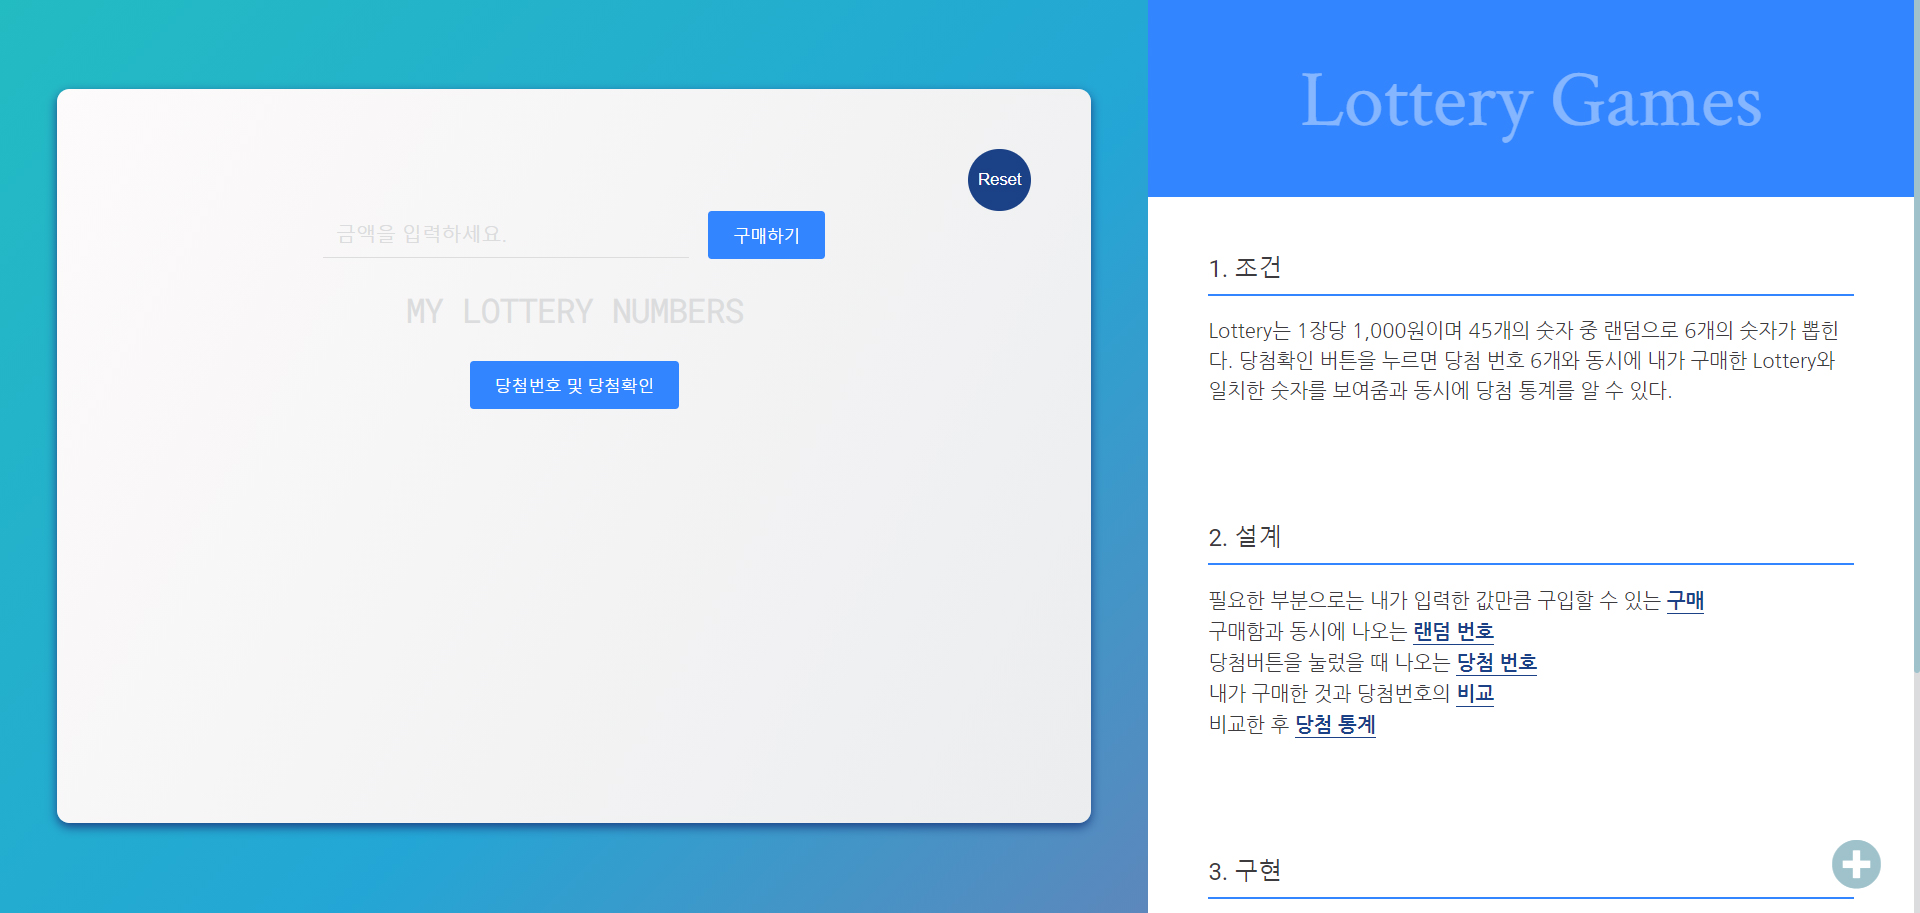 Reset
금액을 입력하세요.
구매하기
MY LOTTERY NUMBERS
당첨번호 및 당첨확인
Lottery Games
1. 조건
Lottery는 1장당 1,000원이며 45개의 숫자 중 랜덤으로 6개의 숫자가 뽑힌
다. 당첨확인 버튼을 누르면 당첨 번호 6개와 동시에 내가 구매한 Lottery와
일치한 숫자를 보여줌과 동시에 당첨 통계를 알 수 있다.
2. 설계
필요한 부분으로는 내가 입력한 값만큼 구입할 수 있는 구매
구매함과 동시에 나오는 랜덤 번호
당첨버튼을 눌렀을 때 나오는 당첨 번호
내가 구매한 것과 당첨번호의 비교
비교한 후 당첨 통계
3. 구현